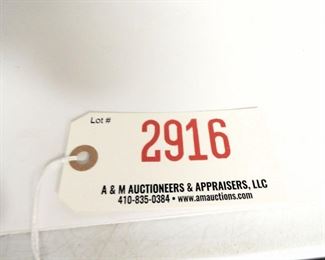 Lot #
2916
A & M AUCTIONEERS & APPRAISERS, LLC
410-835-0384 • www.amauctions.com